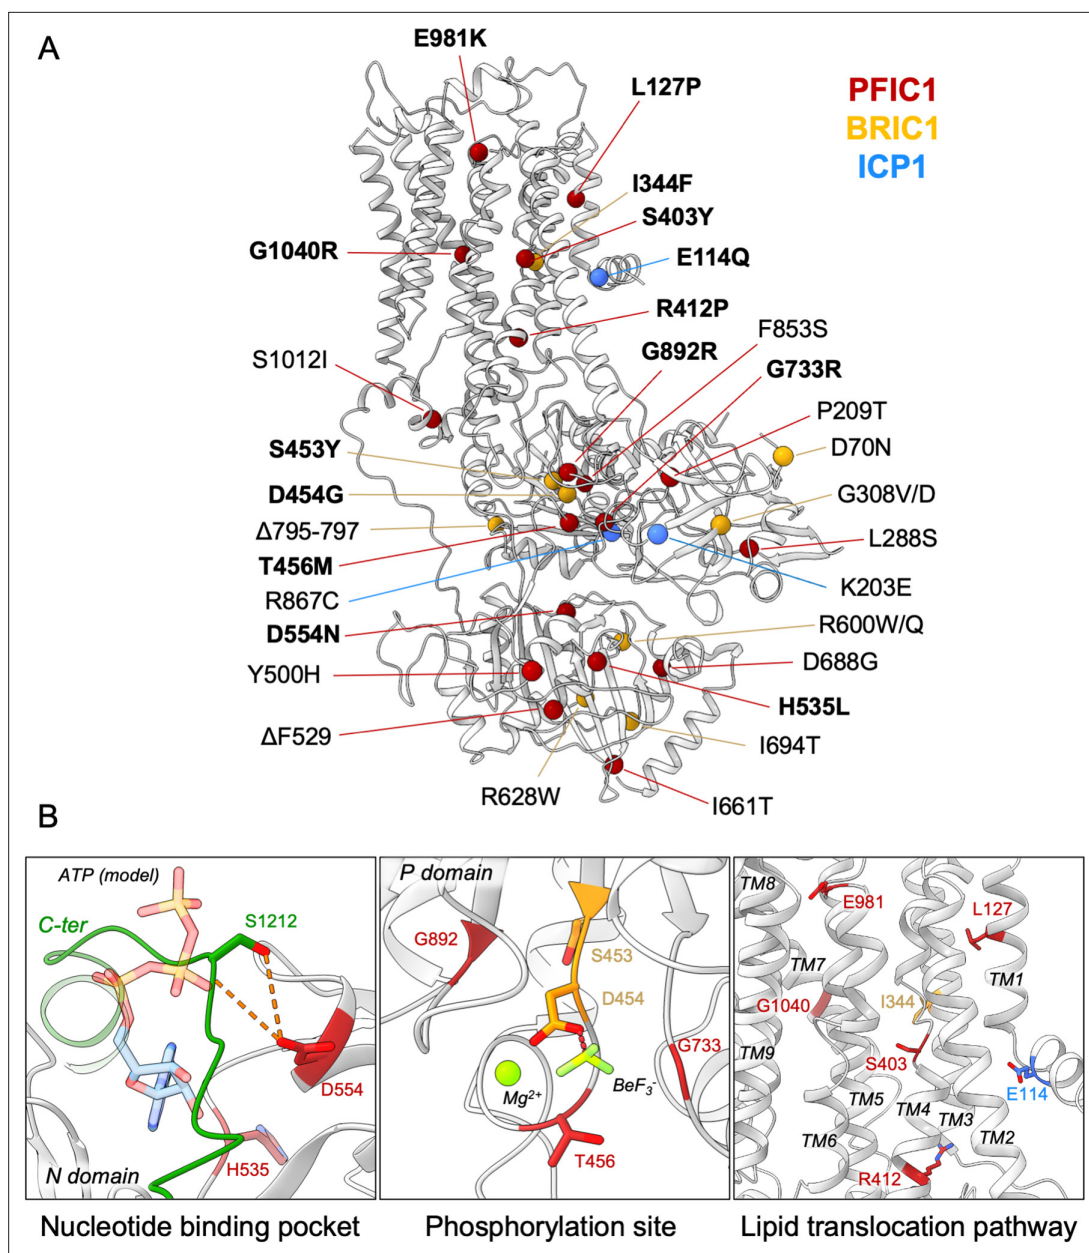 A
E981K
L127P
PFIC1
BRIC1
ICP1
I344F
S403Y
G1040R
E114Q
R412P
F853S
S1012I
G892R
G733R
P209T
S453Y
D70N
D454G
G308V/D
Δ795-797
L288S
T456M
K203E
R867C
R600W/Q
D554N
D688G
Y500H
H535L
ΔF529
I694T
R628W
I661T
B
ATP (model)
C-ter
S1212
D554
H535
N domain
Nucleotide binding pocket
P domain
G892
S453
D454
G733
Mg²⁺
BeF₃⁻
T456
Phosphorylation site
TM8
E981
L127
TM7
TM1
G1040
I344
TM9
S403
E114
TM5
TM4
TM3
TM6
TM2
R412
Lipid translocation pathway